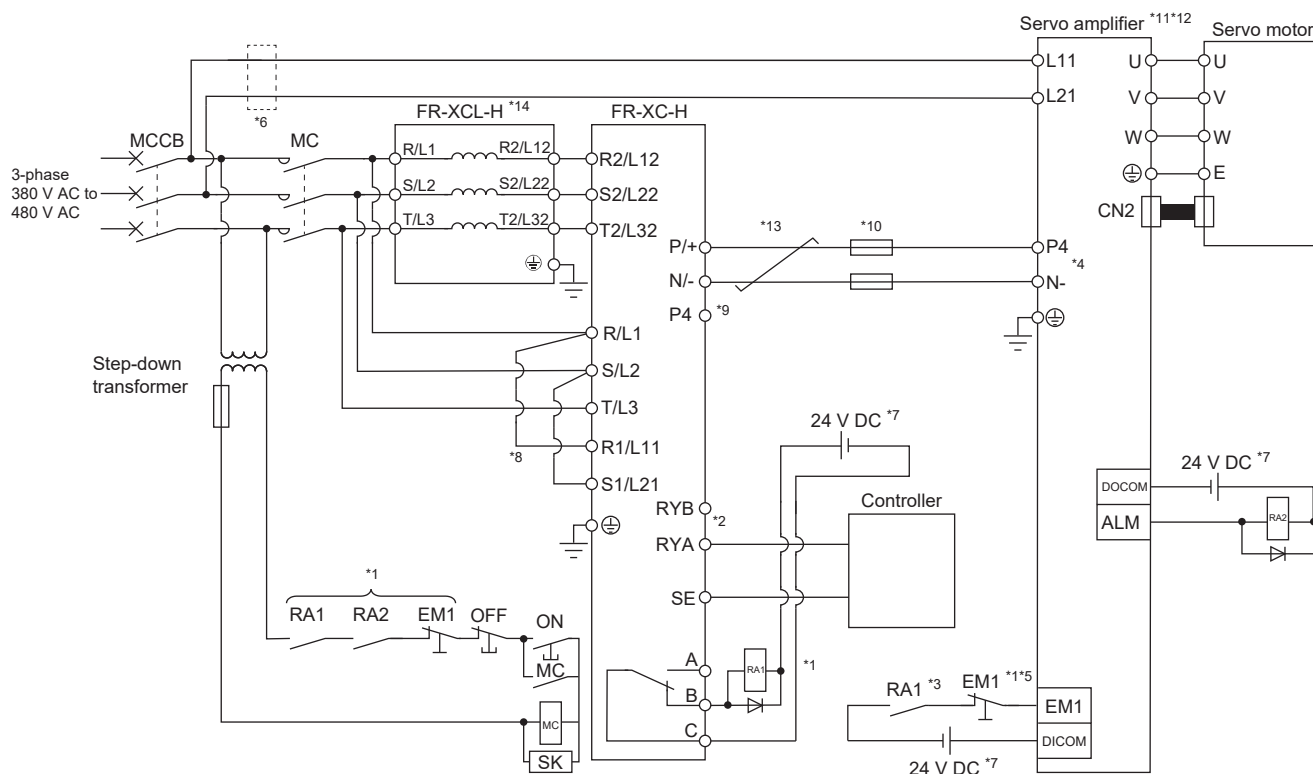 Servo amplifier *11*12
Servo motor
L11
U
U
L21
V
V
*6
FR-XCL-H *14
FR-XC-H
MCCB
MC
W
W
R/L1
R2/L12
R2/L12
3-phase
380 V AC to
480 V AC
E
S/L2
S2/L22
S2/L22
CN2
T/L3
T2/L32
T2/L32
P/+
*13
*10
P4
*4
N/-
N-
P4
*9
R/L1
Step-down
transformer
S/L2
T/L3
24 V DC *7
*8
R1/L11
S1/L21
24 V DC *7
DOCOM
RYB
*2
Controller
ALM
RA2
RYA
*1
SE
RA1
RA2
EM1
OFF
ON
MC
A
RA1
*1
B
RA1 *3
EM1 *1*5
EM1
MC
C
DICOM
SK
24 V DC *7